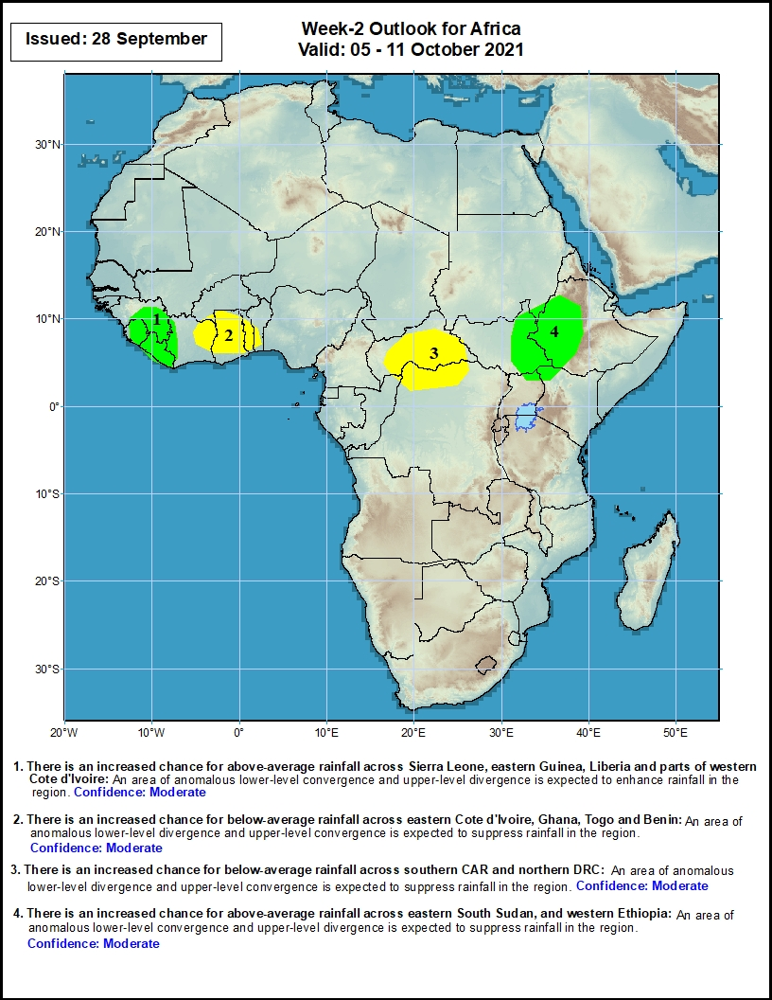 Issued: 28 September
Week-2 Outlook for Africa
Valid: 05 - 11 October 2021
30°N
20°N
10°N
0°
10°S
20°S
30°S
1
2
3
4
20°W
10°W
0°
10°E
20°E
30°E
40°E
50°E
1. There is an increased chance for above-average rainfall across Sierra Leone, eastern Guinea, Liberia and parts of western
Cote d'Ivoire: An area of anomalous lower-level convergence and upper-level divergence is expected to enhance rainfall in the
region. Confidence: Moderate
2. There is an increased chance for below-average rainfall across eastern Cote d'Ivoire, Ghana, Togo and Benin: An area of
anomalous lower-level divergence and upper-level convergence is expected to suppress rainfall in the region.
Confidence: Moderate
3. There is an increased chance for below-average rainfall across southern CAR and northern DRC: An area of anomalous
lower-level divergence and upper-level convergence is expected to suppress rainfall in the region. Confidence: Moderate
4. There is an increased chance for above-average rainfall across eastern South Sudan, and western Ethiopia: An area of
anomalous lower-level convergence and upper-level divergence is expected to suppress rainfall in the region.
Confidence: Moderate